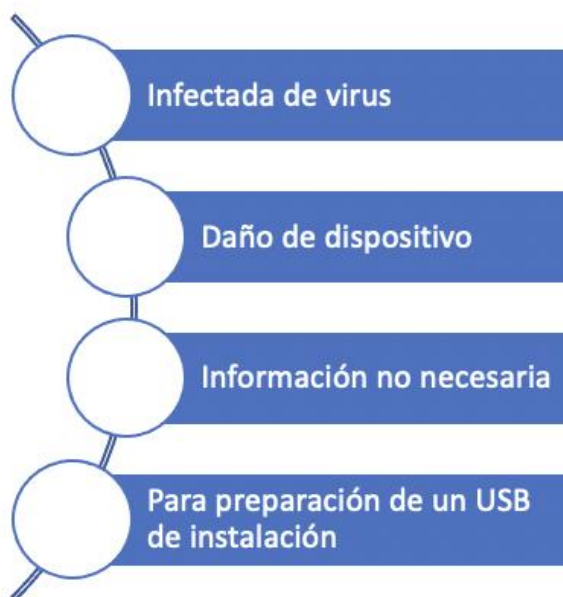 Infectada de virus
Daño de dispositivo
Información no necesaria
Para preparación de un USB
de instalación